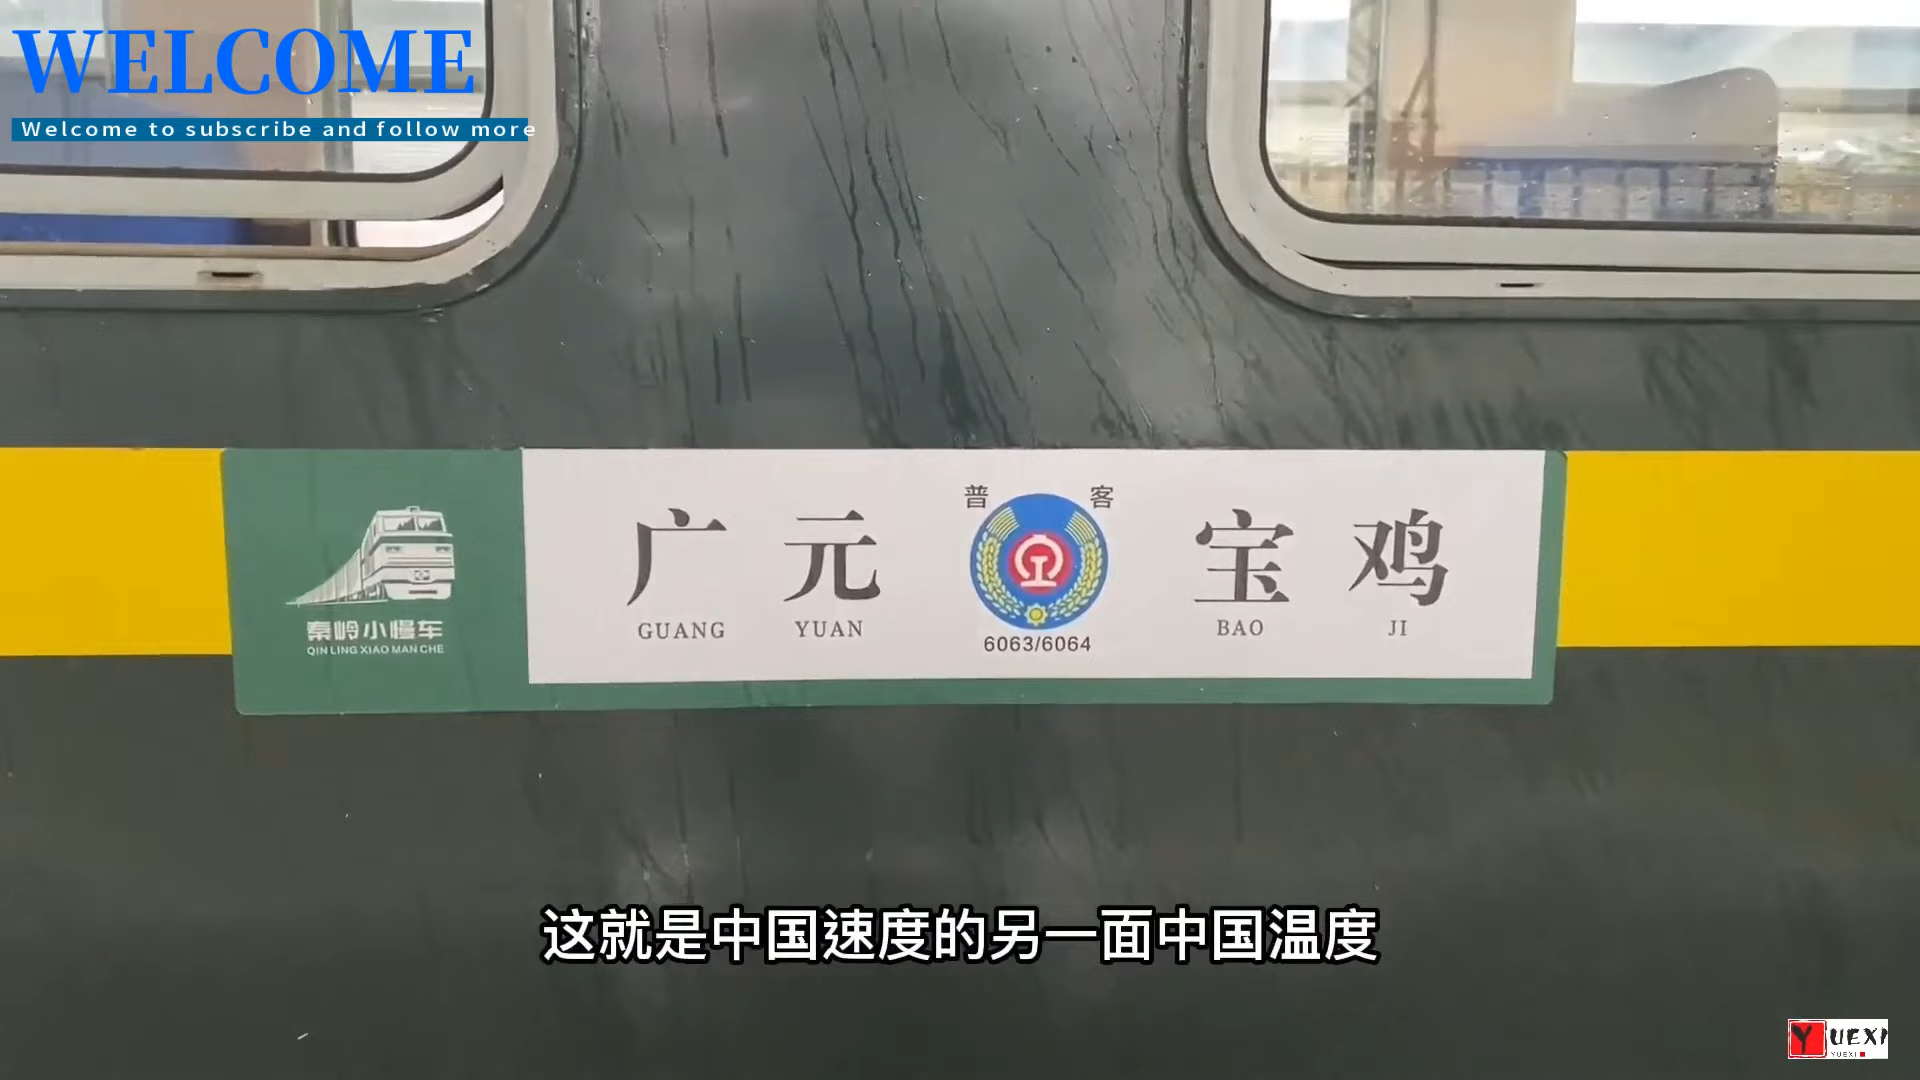 WELCOME
Welcome to subscribe and follow more
普 客
广 元 宝 鸡
GUANG YUAN BAO JI
6063/6064
秦岭小慢车
QIN LING XIAO MAN CHE
这就是中国速度的另一面中国温度
YUEXI
YUEXI